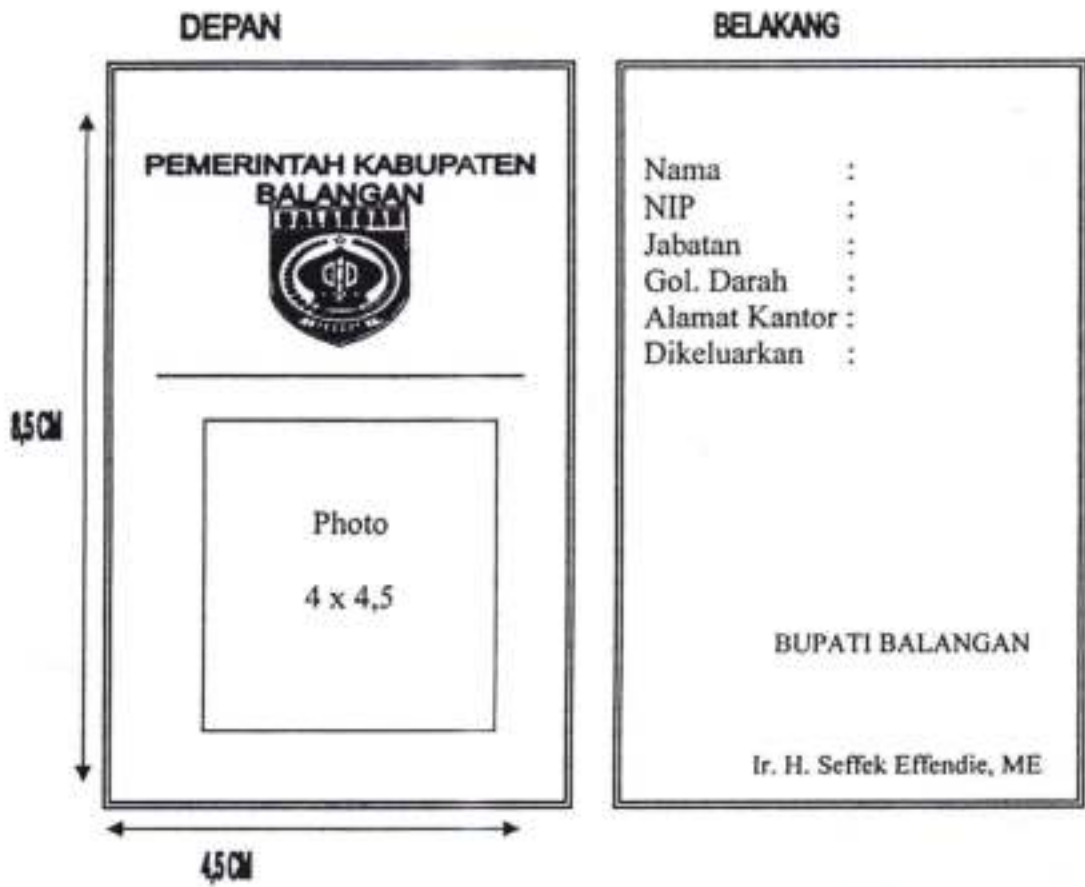 DEPAN
PEMERINTAH KABUPATEN
BALANGAN
BALANGAN
8,5 CM
Photo
4 x 4,5
4,5 CM
BELAKANG
Nama :
NIP :
Jabatan :
Gol. Darah :
Alamat Kantor :
Dikeluarkan :
BUPATI BALANGAN
Ir. H. Seffek Effendie, ME